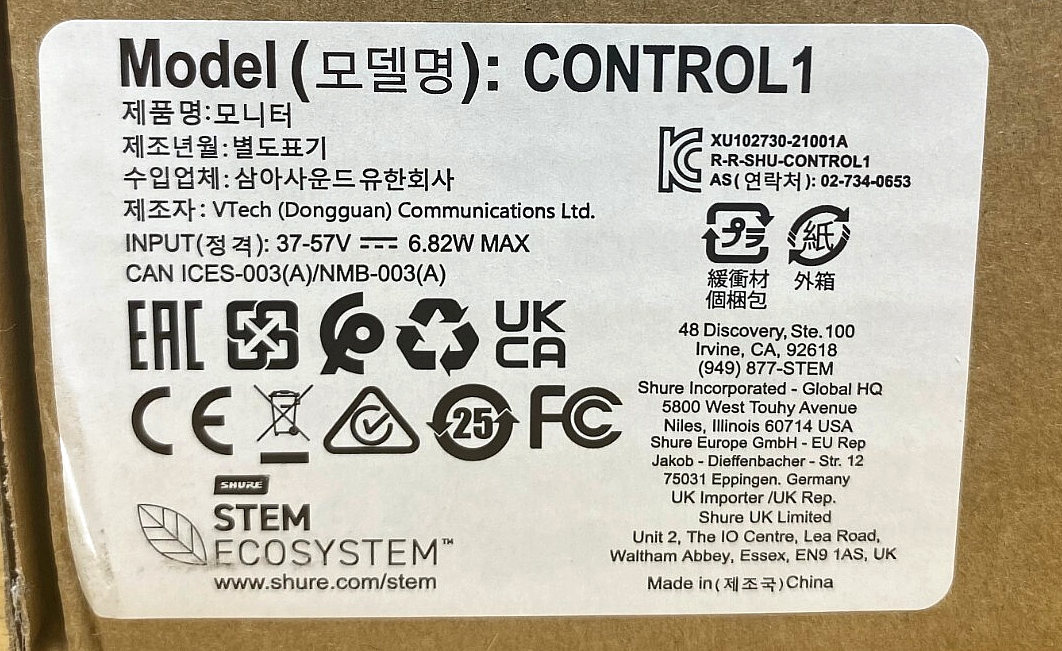 Model (모델명): CONTROL1
제품명:모니터
제조년월:별도표기
수입업체:삼아사운드유한회사
제조자: VTech (Dongguan) Communications Ltd.
INPUT(정격): 37-57V ⎓ 6.82W MAX
CAN ICES-003(A)/NMB-003(A)
EAC
UK
CA
CE
25
FC
SHURE
STEM
ECOSYSTEM™
www.shure.com/stem
KC
XU102730-21001A
R-R-SHU-CONTROL1
AS(연락처): 02-734-0653
プラ
紙
緩衝材
個梱包
外箱
48 Discovery, Ste.100
Irvine, CA, 92618
(949) 877-STEM
Shure Incorporated - Global HQ
5800 West Touhy Avenue
Niles, Illinois 60714 USA
Shure Europe GmbH - EU Rep
Jakob - Dieffenbacher - Str. 12
75031 Eppingen. Germany
UK Importer /UK Rep.
Shure UK Limited
Unit 2, The IO Centre, Lea Road,
Waltham Abbey, Essex, EN9 1AS, UK
Made in(제조국)China